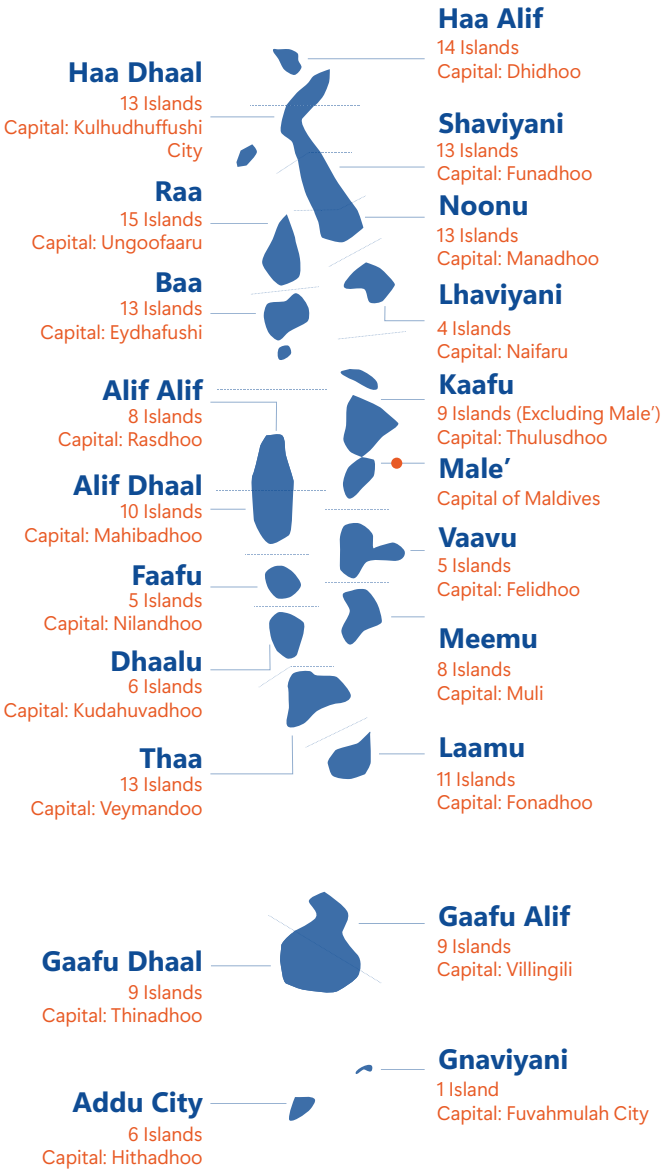 Haa Alif
14 Islands
Capital: Dhidhoo
Haa Dhaal
13 Islands
Capital: Kulhudhuffushi
City
Shaviyani
13 Islands
Capital: Funadhoo
Raa
15 Islands
Capital: Ungoofaaru
Noonu
13 Islands
Capital: Manadhoo
Baa
13 Islands
Capital: Eydhafushi
Lhaviyani
4 Islands
Capital: Naifaru
Alif Alif
8 Islands
Capital: Rasdhoo
Kaafu
9 Islands (Excluding Male’)
Capital: Thulusdhoo
Male’
Capital of Maldives
Alif Dhaal
10 Islands
Capital: Mahibadhoo
Vaavu
5 Islands
Capital: Felidhoo
Faafu
5 Islands
Capital: Nilandhoo
Meemu
8 Islands
Capital: Muli
Dhaalu
6 Islands
Capital: Kudahuvadhoo
Thaa
13 Islands
Capital: Veymandoo
Laamu
11 Islands
Capital: Fonadhoo
Gaafu Alif
9 Islands
Capital: Villingili
Gaafu Dhaal
9 Islands
Capital: Thinadhoo
Gnaviyani
1 Island
Capital: Fuvahmulah City
Addu City
6 Islands
Capital: Hithadhoo